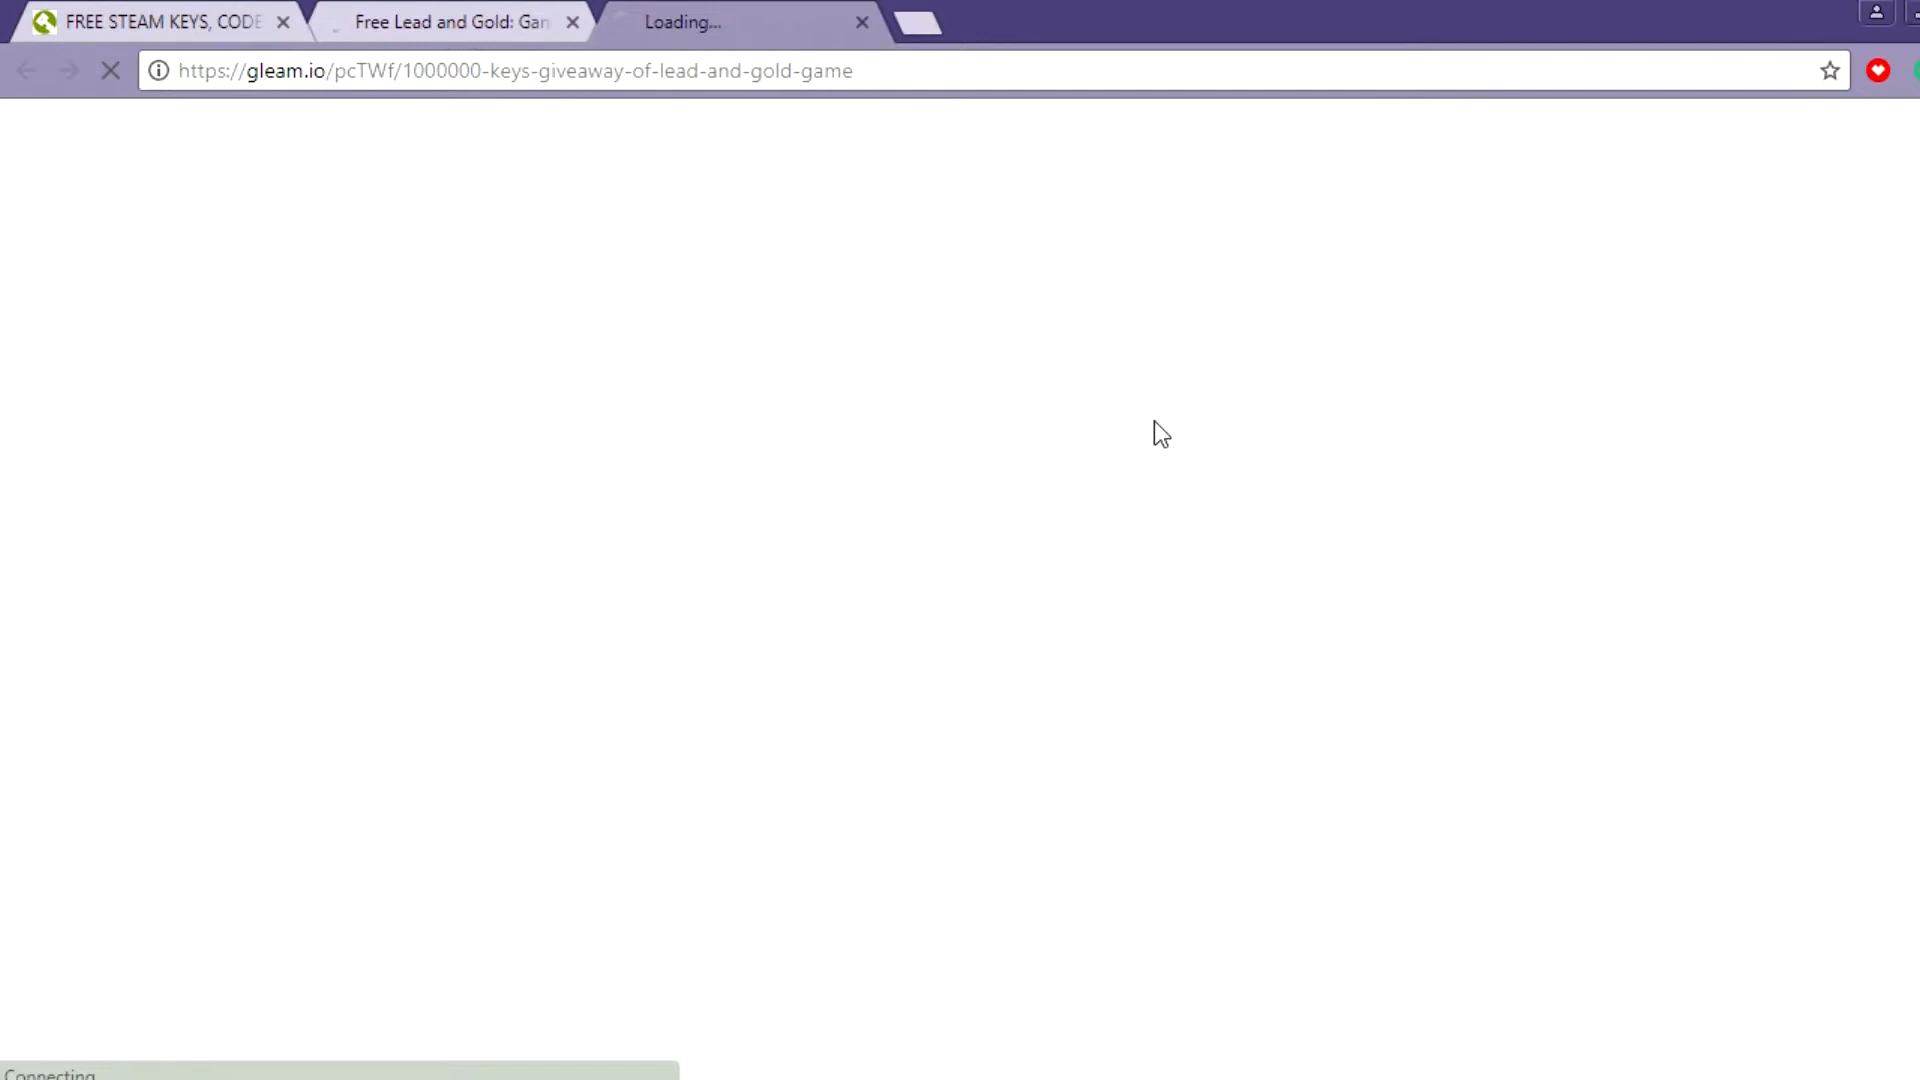 FREE STEAM KEYS, CODE
Free Lead and Gold: Gan
Loading...
https://gleam.io/pcTWf/1000000-keys-giveaway-of-lead-and-gold-game
Connecting